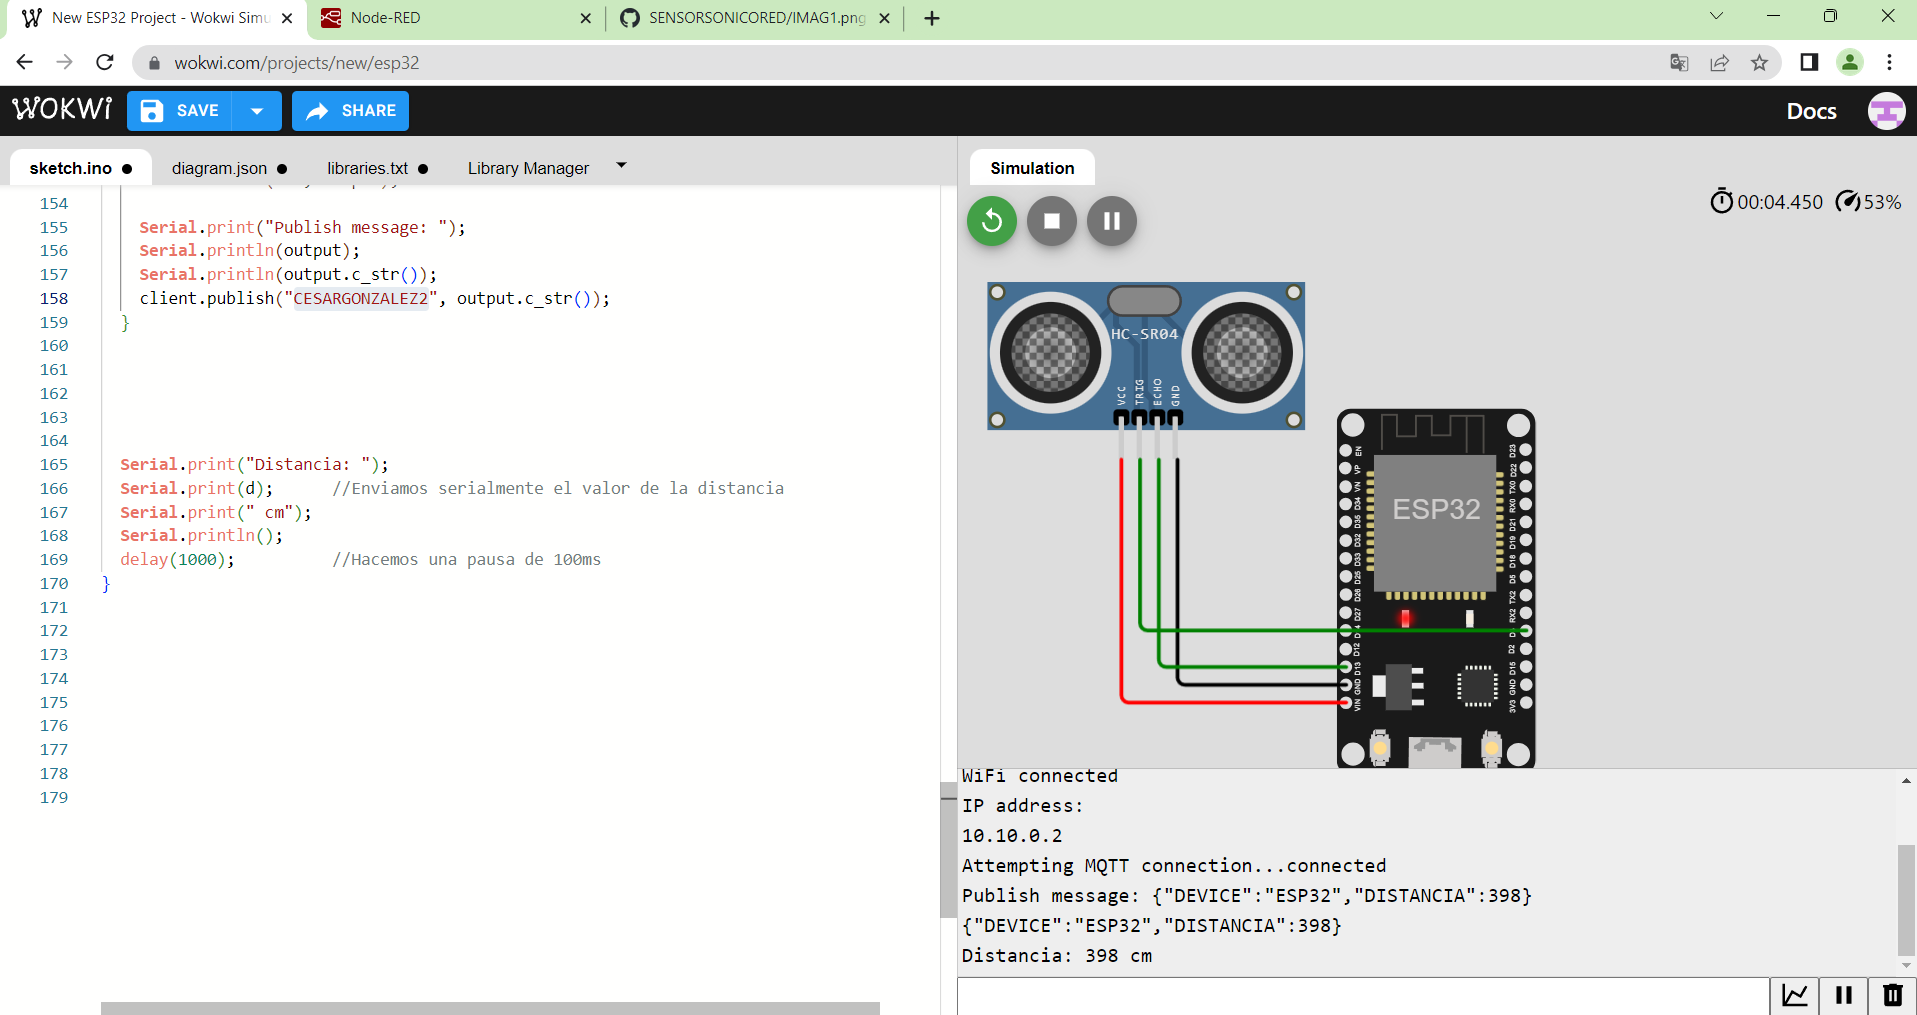 New ESP32 Project - Wokwi Simu
Node-RED
SENSORSONICORED/IMAG1.png
wokwi.com/projects/new/esp32
WOKWi
SAVE
SHARE
Docs
sketch.ino
diagram.json
libraries.txt
Library Manager
Simulation
00:04.450
53%
154
155 Serial.print("Publish message: ");
156 Serial.println(output);
157 Serial.println(output.c_str());
158 client.publish("CESARGONZALEZ2", output.c_str());
159 }
160
161
162
163
164
165 Serial.print("Distancia: ");
166 Serial.print(d); //Enviamos serialmente el valor de la distancia
167 Serial.print(" cm");
168 Serial.println();
169 delay(1000); //Hacemos una pausa de 100ms
170 }
171
172
173
174
175
176
177
178
179
HC-SR04
VCC
TRIG
ECHO
GND
ESP32
EN
VP
VN
D34
D35
D32
D33
D25
D26
D27
D12
D13
GND
VIN
D23
D22
TX0
RX0
D21
D19
D18
D5
TX2
RX2
D2
D15
GND
3V3
WiFi connected
IP address:
10.10.0.2
Attempting MQTT connection...connected
Publish message: {"DEVICE":"ESP32","DISTANCIA":398}
{"DEVICE":"ESP32","DISTANCIA":398}
Distancia: 398 cm